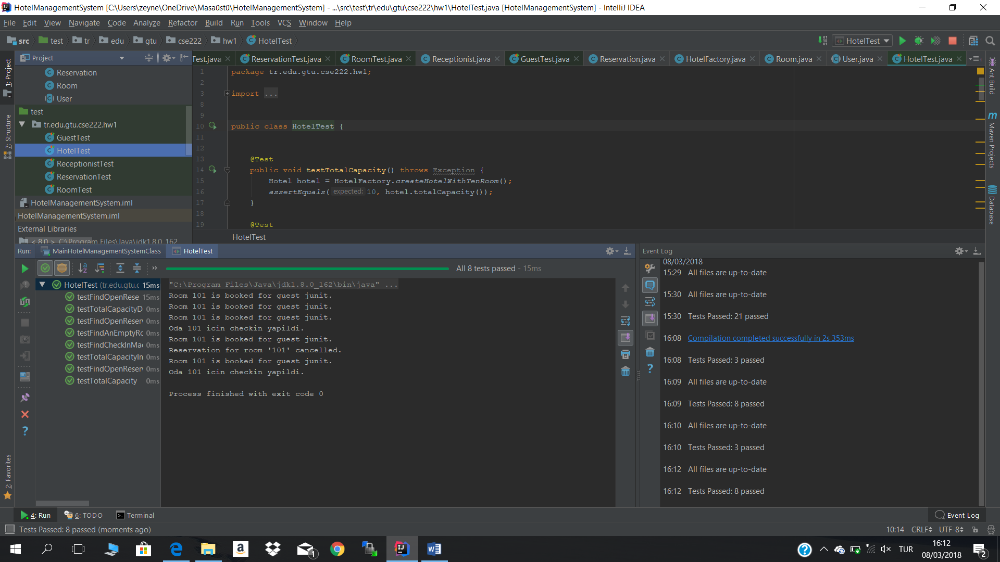 HotelManagementSystem [C:\Users\zeyne\OneDrive\Masaüstü\HotelManagementSystem] - ...\src\test\tr\edu\gtu\cse222\hw1\HotelTest.java [HotelManagementSystem] - IntelliJ IDEA
File Edit View Navigate Code Analyze Refactor Build Run Tools VCS Window Help
src test tr edu gtu cse222 hw1 HotelTest
HotelTest
Project
Test.java ReservationTest.java RoomTest.java Receptionist.java GuestTest.java Reservation.java HotelFactory.java Room.java User.java HotelTest.java
1: Project
7: Structure
2: Favorites
Reservation
Room
User
test
tr.edu.gtu.cse222.hw1
GuestTest
HotelTest
ReceptionistTest
ReservationTest
RoomTest
HotelManagementSystem.iml
HotelManagementSystem.iml
External Libraries
< 8.0 > C:\Program Files\Java\jdk1.8.0_162
1 package tr.edu.gtu.cse222.hw1;
2
3 import ...
8
9
10 public class HotelTest {
11
12
13 @Test
14 public void testTotalCapacity() throws Exception {
15 Hotel hotel = HotelFactory.createHotelWithTenRoom();
16 assertEquals( expected: 10, hotel.totalCapacity());
17 }
18
19 @Test
HotelTest
Ant Build
Maven Projects
Database
Run: MainHotelManagementSystemClass HotelTest
All 8 tests passed - 15ms
HotelTest (tr.edu.gtu.c 15ms
testFindOpenRese 15ms
testTotalCapacityD 0ms
testFindOpenReserv 0ms
testFindAnEmptyRc 0ms
testFindCheckInMac 0ms
testTotalCapacityIn 0ms
testFindOpenReserv 0ms
testTotalCapacity 0ms
"C:\Program Files\Java\jdk1.8.0_162\bin\java" ...
Room 101 is booked for guest junit.
Room 101 is booked for guest junit.
Room 101 is booked for guest junit.
Oda 101 icin checkin yapildi.
Room 101 is booked for guest junit.
Reservation for room '101' cancelled.
Room 101 is booked for guest junit.
Oda 101 icin checkin yapildi.
Process finished with exit code 0
Event Log
08/03/2018
15:29 All files are up-to-date
15:30 All files are up-to-date
15:30 Tests Passed: 21 passed
16:08 Compilation completed successfully in 2s 353ms
16:08 Tests Passed: 3 passed
16:09 All files are up-to-date
16:09 Tests Passed: 8 passed
16:10 All files are up-to-date
16:10 Tests Passed: 3 passed
16:12 All files are up-to-date
16:12 Tests Passed: 8 passed
4: Run 6: TODO Terminal Event Log
Tests Passed: 8 passed (moments ago) 10:14 CRLF UTF-8
TUR 16:12
08/03/2018
1
2